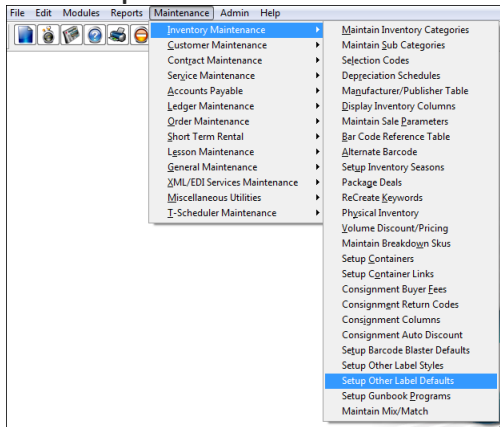 File Edit Modules Reports Maintenance Admin Help
Inventory Maintenance
Customer Maintenance
Contract Maintenance
Service Maintenance
Accounts Payable
Ledger Maintenance
Order Maintenance
Short Term Rental
Lesson Maintenance
General Maintenance
XML/EDI Services Maintenance
Miscellaneous Utilities
T-Scheduler Maintenance
Maintain Inventory Categories
Maintain Sub Categories
Selection Codes
Depreciation Schedules
Manufacturer/Publisher Table
Display Inventory Columns
Maintain Sale Parameters
Bar Code Reference Table
Alternate Barcode
Setup Inventory Seasons
Package Deals
ReCreate Keywords
Physical Inventory
Volume Discount/Pricing
Maintain Breakdown Skus
Setup Containers
Setup Container Links
Consignment Buyer Fees
Consignment Return Codes
Consignment Columns
Consignment Auto Discount
Setup Barcode Blaster Defaults
Setup Other Label Styles
Setup Other Label Defaults
Setup Gunbook Programs
Maintain Mix/Match